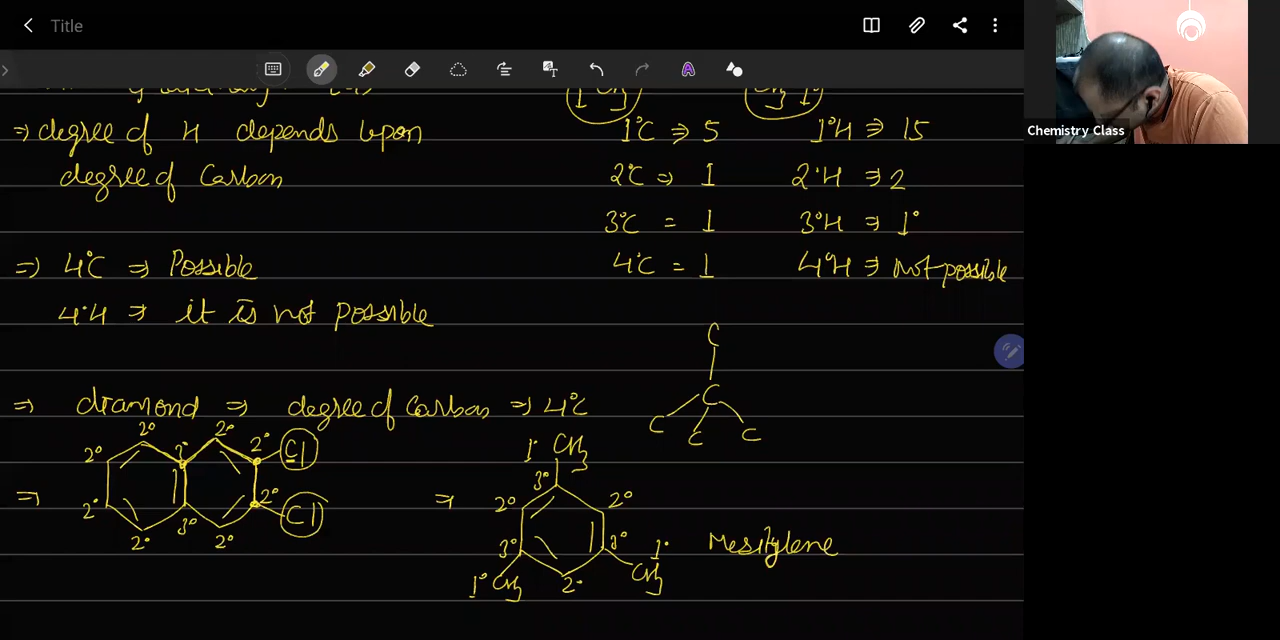 Title
Chemistry Class
⇒ degree of H depends upon
degree of Carbon
⇒ 4°C ⇒ Possible
4°H ⇒ it is not possible
1°C ⇒ 5 1°H ⇒ 15
2°C ⇒ 1 2°H ⇒ 2
3°C = 1 3°H ⇒ 1°
4°C = 1 4°H ⇒ Not possible
C
C
C C C
⇒ diamond ⇒ degree of Carbon ⇒ 4°C
2° 2°
2° 3° 2° Cl
⇒ 2° 3° 2° Cl
2° 2°
1° CH3
3°
⇒ 2° 2°
3° 3° 1° Mesitylene
1° CH3 2° CH3